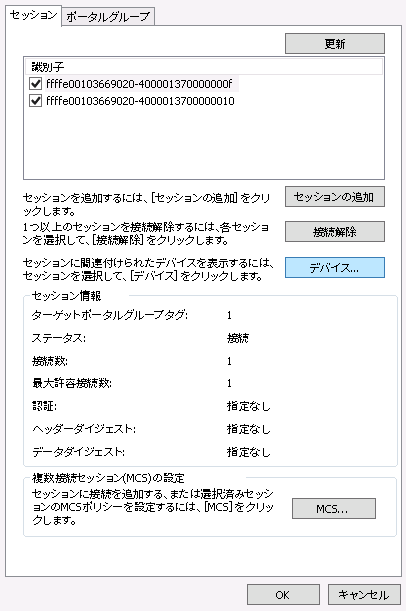 セッション ポータルグループ
更新
識別子
ffffe00103669020-400001370000000f
ffffe00103669020-4000013700000010
セッションを追加するには、[セッションの追加]をクリ
ックします。
セッションの追加
1つ以上のセッションを接続解除するには、各セッショ
ンを選択して、[接続解除]をクリックします。
接続解除
セッションに関連付けられたデバイスを表示するには、
セッションを選択して、[デバイス]をクリックします。
デバイス...
セッション情報
ターゲットポータルグループタグ: 1
ステータス: 接続
接続数: 1
最大許容接続数: 1
認証: 指定なし
ヘッダーダイジェスト: 指定なし
データダイジェスト: 指定なし
複数接続セッション(MCS)の設定
セッションに接続を追加する、または選択済みセッシ
ョンのMCSポリシーを設定するには、[MCS]をクリッ
クします。
MCS...
OK キャンセル